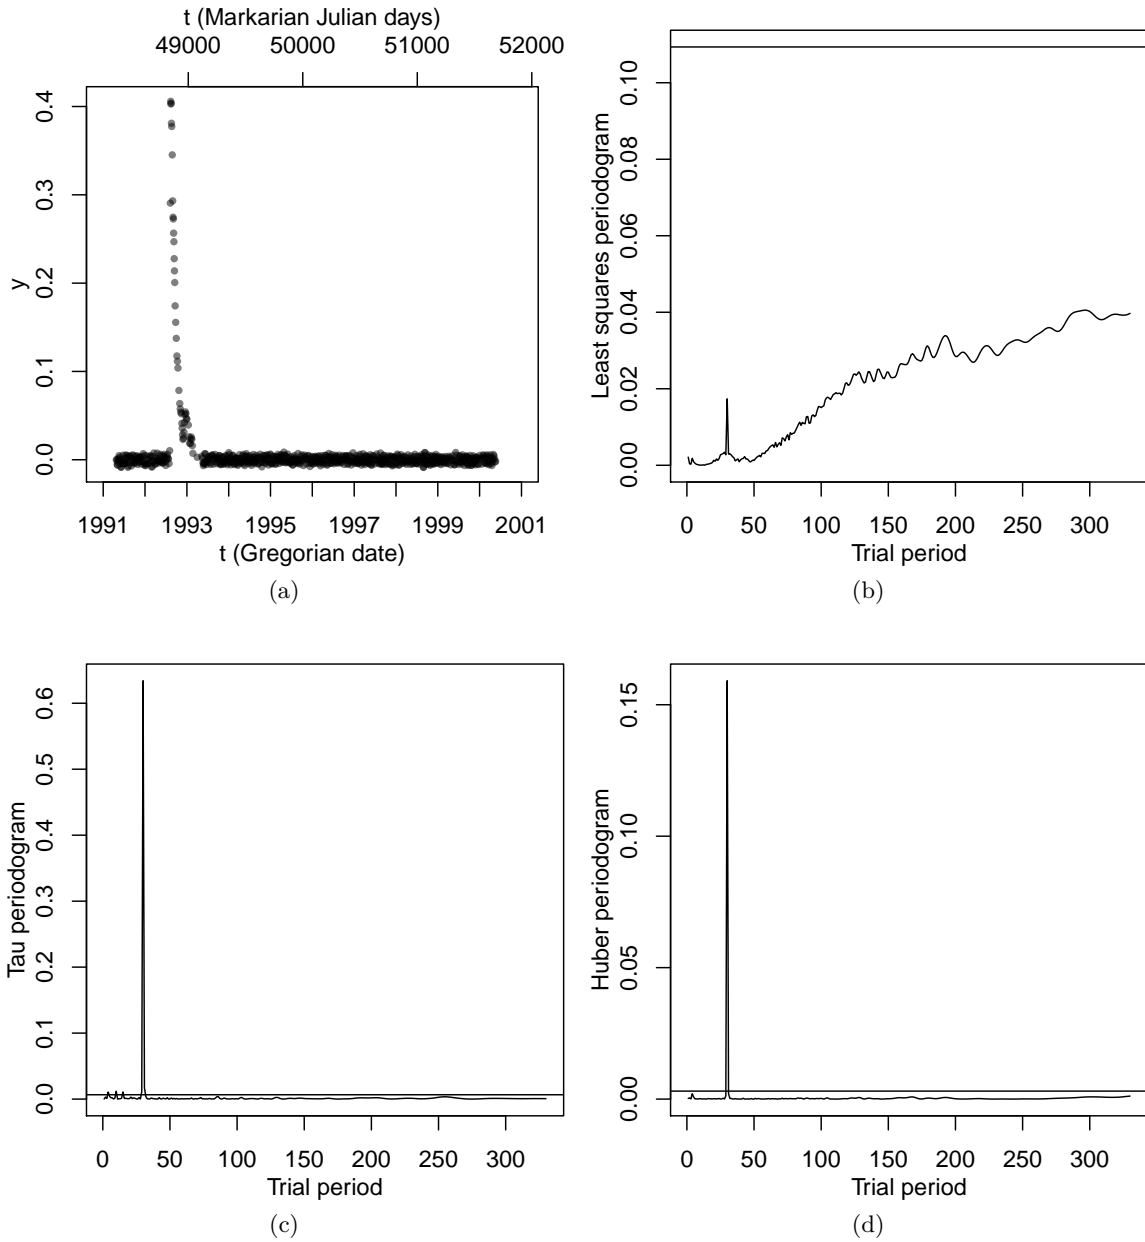 t (Markarian Julian days)
49000 50000 51000 52000
y
0.0 0.1 0.2 0.3 0.4
1991 1993 1995 1997 1999 2001
t (Gregorian date)
(a)
Least squares periodogram
0.00 0.02 0.04 0.06 0.08 0.10
0 50 100 150 200 250 300
Trial period
(b)
Tau periodogram
0.0 0.1 0.2 0.3 0.4 0.5 0.6
0 50 100 150 200 250 300
Trial period
(c)
Huber periodogram
0.00 0.05 0.10 0.15
0 50 100 150 200 250 300
Trial period
(d)